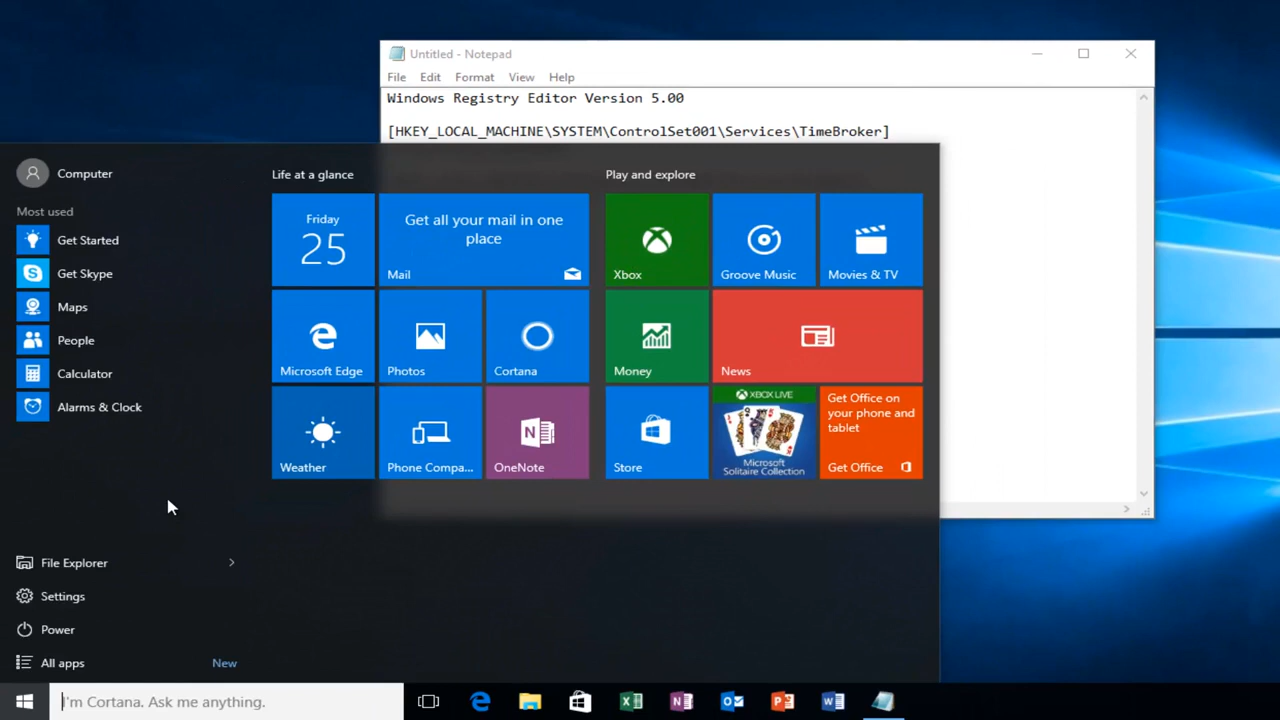 Untitled - Notepad
File Edit Format View Help
Windows Registry Editor Version 5.00
[HKEY_LOCAL_MACHINE\SYSTEM\ControlSet001\Services\TimeBroker]
Computer
Most used
Get Started
Get Skype
Maps
People
Calculator
Alarms & Clock
File Explorer
Settings
Power
All apps New
Life at a glance
Friday
25
Get all your mail in one
place
Mail
Microsoft Edge
Photos
Cortana
Weather
Phone Compa...
OneNote
Play and explore
Xbox
Groove Music
Movies & TV
Money
News
Store
XBOX LIVE
Microsoft
Solitaire Collection
Get Office on
your phone and
tablet
Get Office
I'm Cortana. Ask me anything.